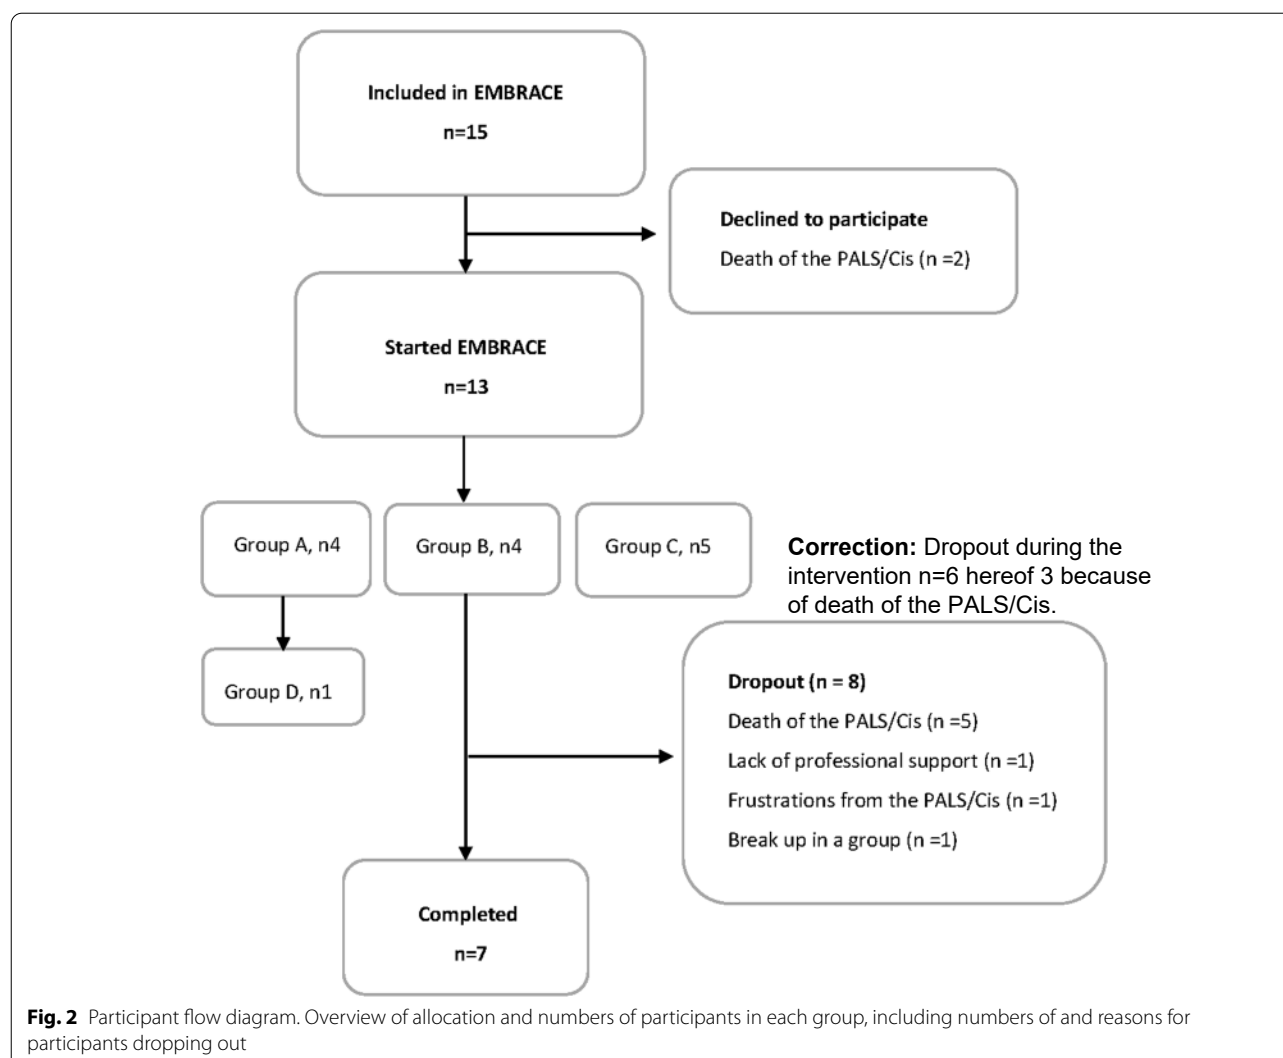 Included in EMBRACE
n=15
Declined to participate
Death of the PALS/Cis (n =2)
Started EMBRACE
n=13
Group A, n4
Group B, n4
Group C, n5
Correction: Dropout during the
intervention n=6 hereof 3 because
of death of the PALS/Cis.
Group D, n1
Dropout (n = 8)
Death of the PALS/Cis (n =5)
Lack of professional support (n =1)
Frustrations from the PALS/Cis (n =1)
Break up in a group (n =1)
Completed
n=7
Fig. 2 Participant flow diagram. Overview of allocation and numbers of participants in each group, including numbers of and reasons for
participants dropping out